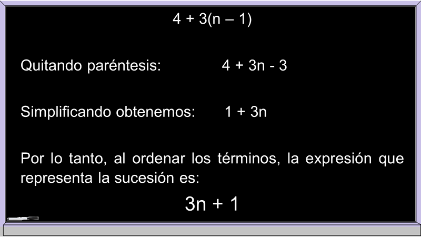 4 + 3(n – 1)
Quitando paréntesis: 4 + 3n - 3
Simplificando obtenemos: 1 + 3n
Por lo tanto, al ordenar los términos, la expresión que
representa la sucesión es:
3n + 1